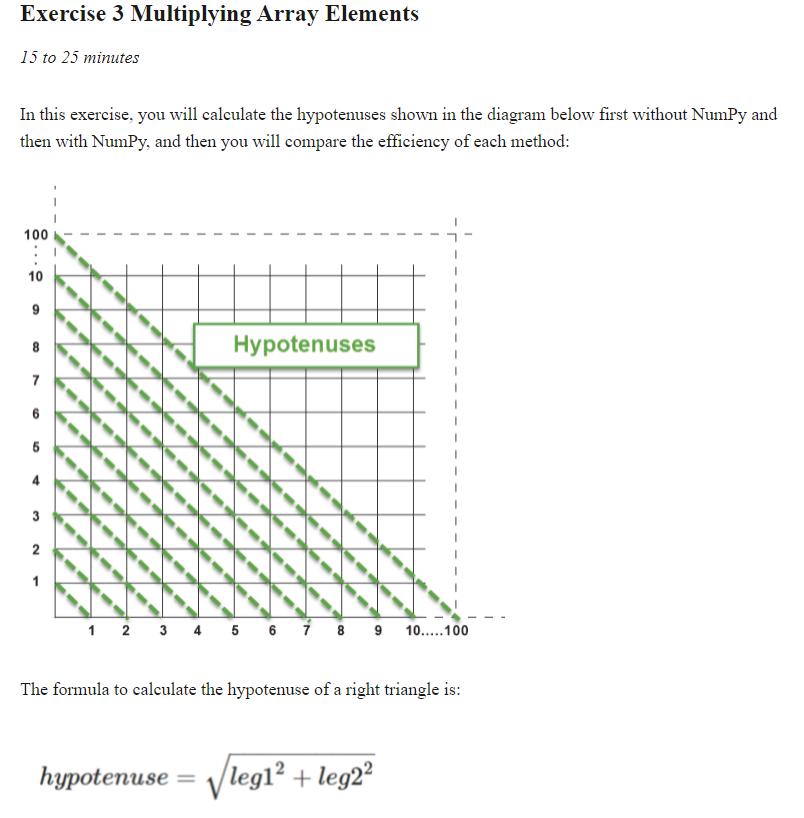 Exercise 3 Multiplying Array Elements
15 to 25 minutes
In this exercise, you will calculate the hypotenuses shown in the diagram below first without NumPy and
then with NumPy, and then you will compare the efficiency of each method:
100
10
9
Hypotenuses
8
7
6
5
4
3
2
1
1 2 3 4 5 6 7 8 9 10.....100
The formula to calculate the hypotenuse of a right triangle is:
hypotenuse = √leg1² + leg2²